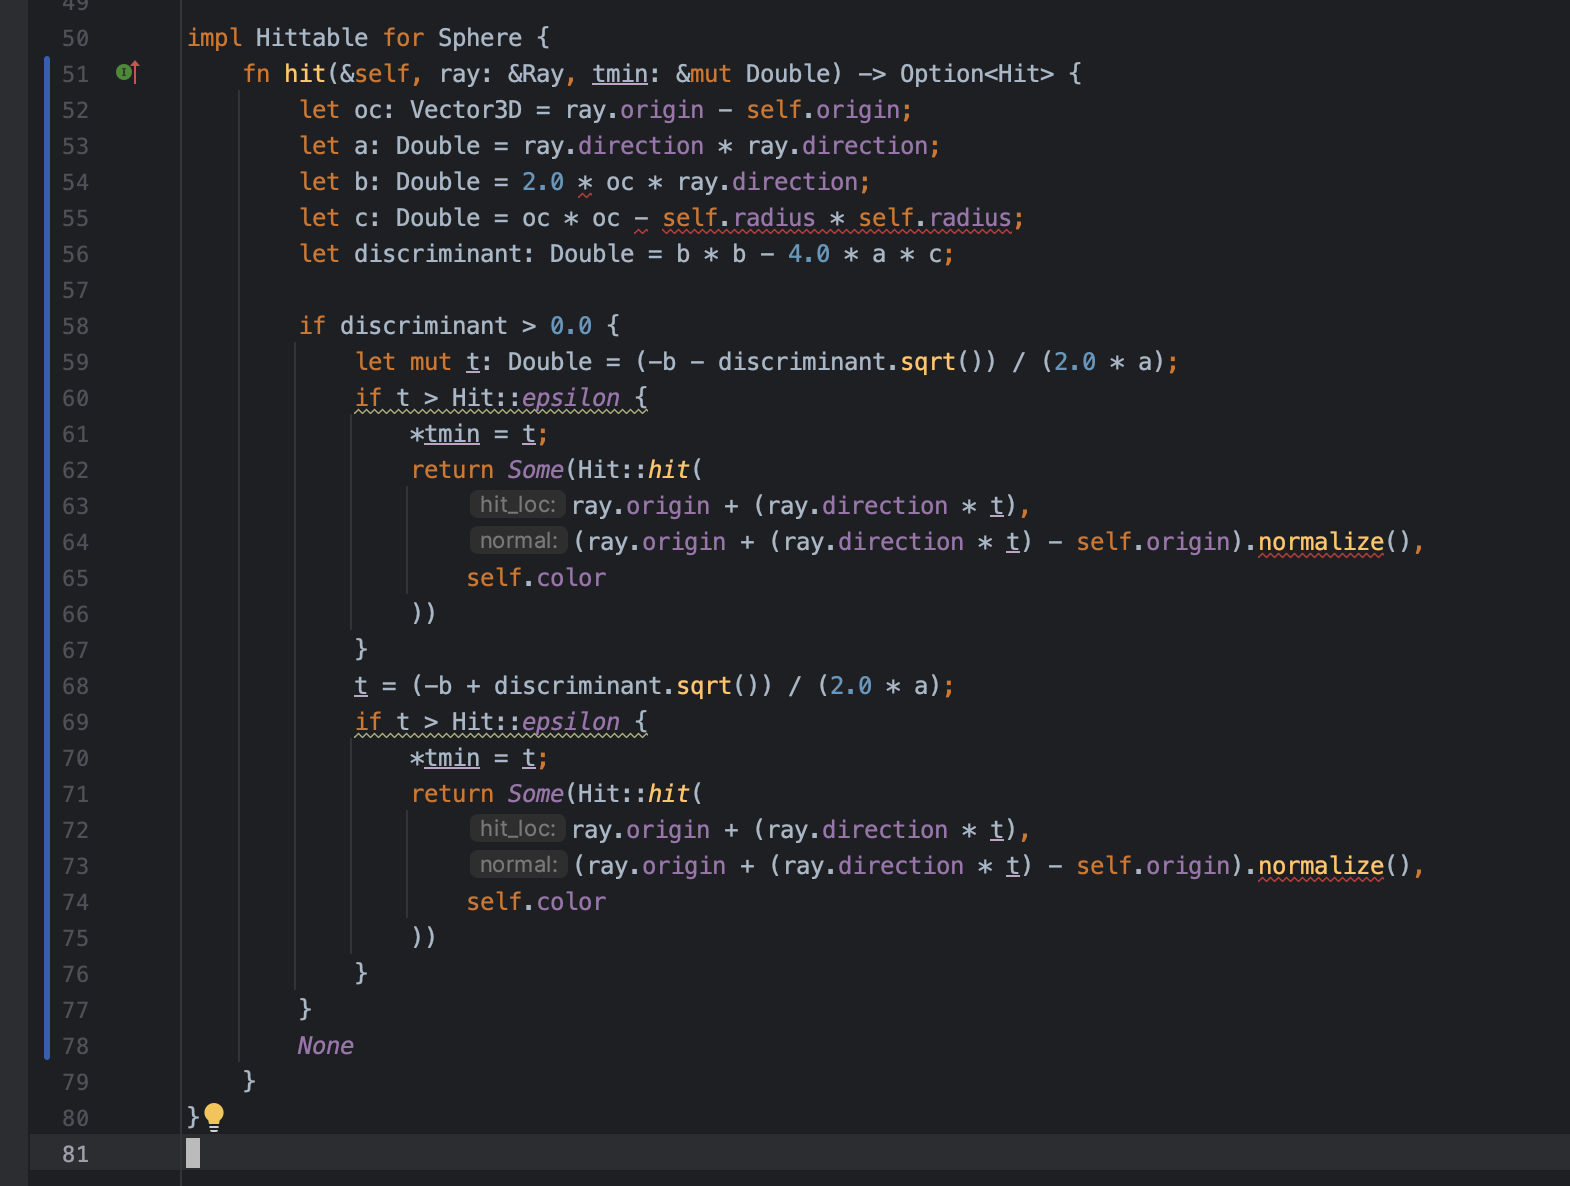 49
50 impl Hittable for Sphere {
51 fn hit(&self, ray: &Ray, tmin: &mut Double) -> Option<Hit> {
52 let oc: Vector3D = ray.origin - self.origin;
53 let a: Double = ray.direction * ray.direction;
54 let b: Double = 2.0 * oc * ray.direction;
55 let c: Double = oc * oc - self.radius * self.radius;
56 let discriminant: Double = b * b - 4.0 * a * c;
57
58 if discriminant > 0.0 {
59 let mut t: Double = (-b - discriminant.sqrt()) / (2.0 * a);
60 if t > Hit::epsilon {
61 *tmin = t;
62 return Some(Hit::hit(
63 hit_loc: ray.origin + (ray.direction * t),
64 normal: (ray.origin + (ray.direction * t) - self.origin).normalize(),
65 self.color
66 ))
67 }
68 t = (-b + discriminant.sqrt()) / (2.0 * a);
69 if t > Hit::epsilon {
70 *tmin = t;
71 return Some(Hit::hit(
72 hit_loc: ray.origin + (ray.direction * t),
73 normal: (ray.origin + (ray.direction * t) - self.origin).normalize(),
74 self.color
75 ))
76 }
77 }
78 None
79 }
80 }
81